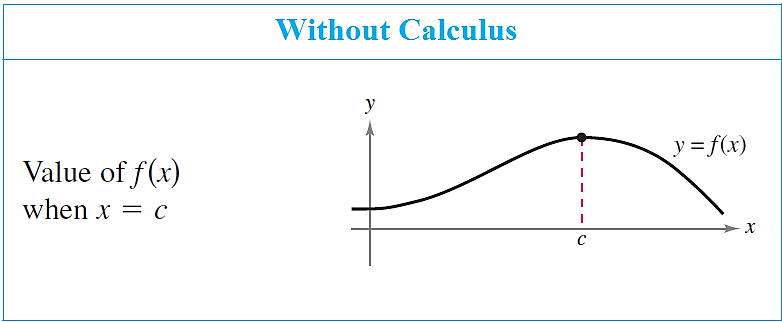 Without Calculus
Value of f(x)
when x = c
y
y = f(x)
x
c